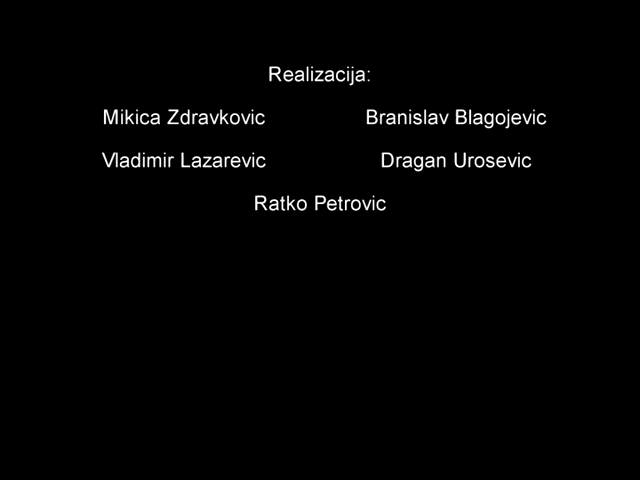 Realizacija:
Mikica Zdravkovic Branislav Blagojevic
Vladimir Lazarevic Dragan Urosevic
Ratko Petrovic